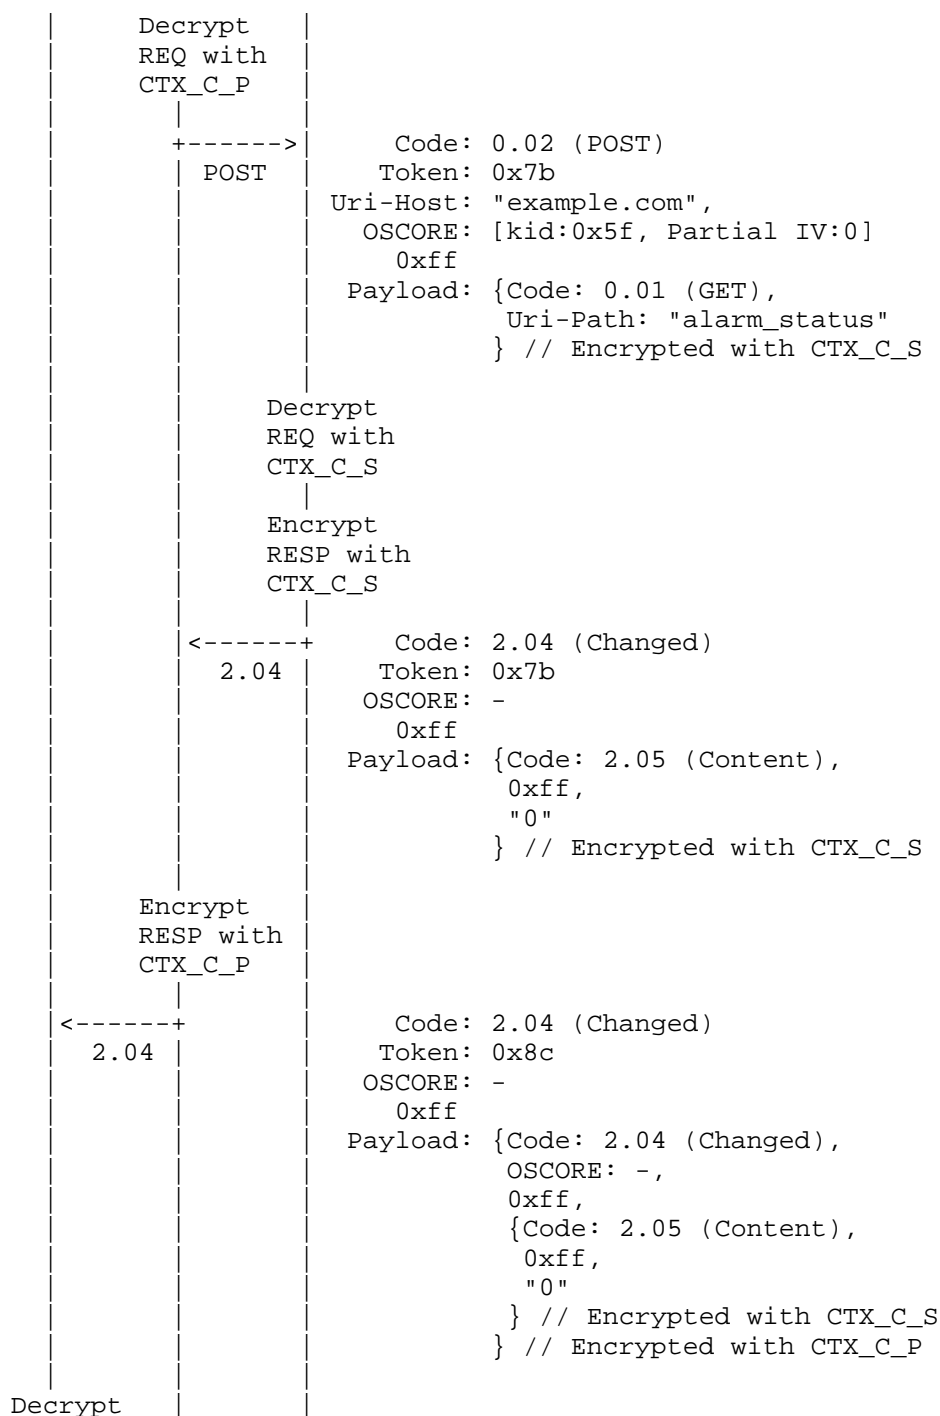 |     Decrypt   |
|     REQ with  |
|     CTX_C_P   |
|       |       |
|       +------>|     Code: 0.02 (POST)
|       | POST  |    Token: 0x7b
|       |       | Uri-Host: "example.com",
|       |       |   OSCORE: [kid:0x5f, Partial IV:0]
|       |       |     0xff
|       |       |  Payload: {Code: 0.01 (GET),
|       |       |            Uri-Path: "alarm_status"
|       |       |           } // Encrypted with CTX_C_S
|       |       |
|       |     Decrypt
|       |     REQ with
|       |     CTX_C_S
|       |       |
|       |     Encrypt
|       |     RESP with
|       |     CTX_C_S
|       |       |
|       |<------+     Code: 2.04 (Changed)
|       |  2.04 |    Token: 0x7b
|       |       |   OSCORE: -
|       |       |     0xff
|       |       |  Payload: {Code: 2.05 (Content),
|       |       |            0xff,
|       |       |            "0"
|       |       |           } // Encrypted with CTX_C_S
|       |       |
|     Encrypt   |
|     RESP with |
|     CTX_C_P   |
|       |       |
|<------+       |     Code: 2.04 (Changed)
|  2.04 |       |    Token: 0x8c
|       |       |   OSCORE: -
|       |       |     0xff
|       |       |  Payload: {Code: 2.04 (Changed),
|       |       |            OSCORE: -,
|       |       |            0xff,
|       |       |            {Code: 2.05 (Content),
|       |       |             0xff,
|       |       |             "0"
|       |       |            } // Encrypted with CTX_C_S
|       |       |           } // Encrypted with CTX_C_P
|       |       |
Decrypt   |       |